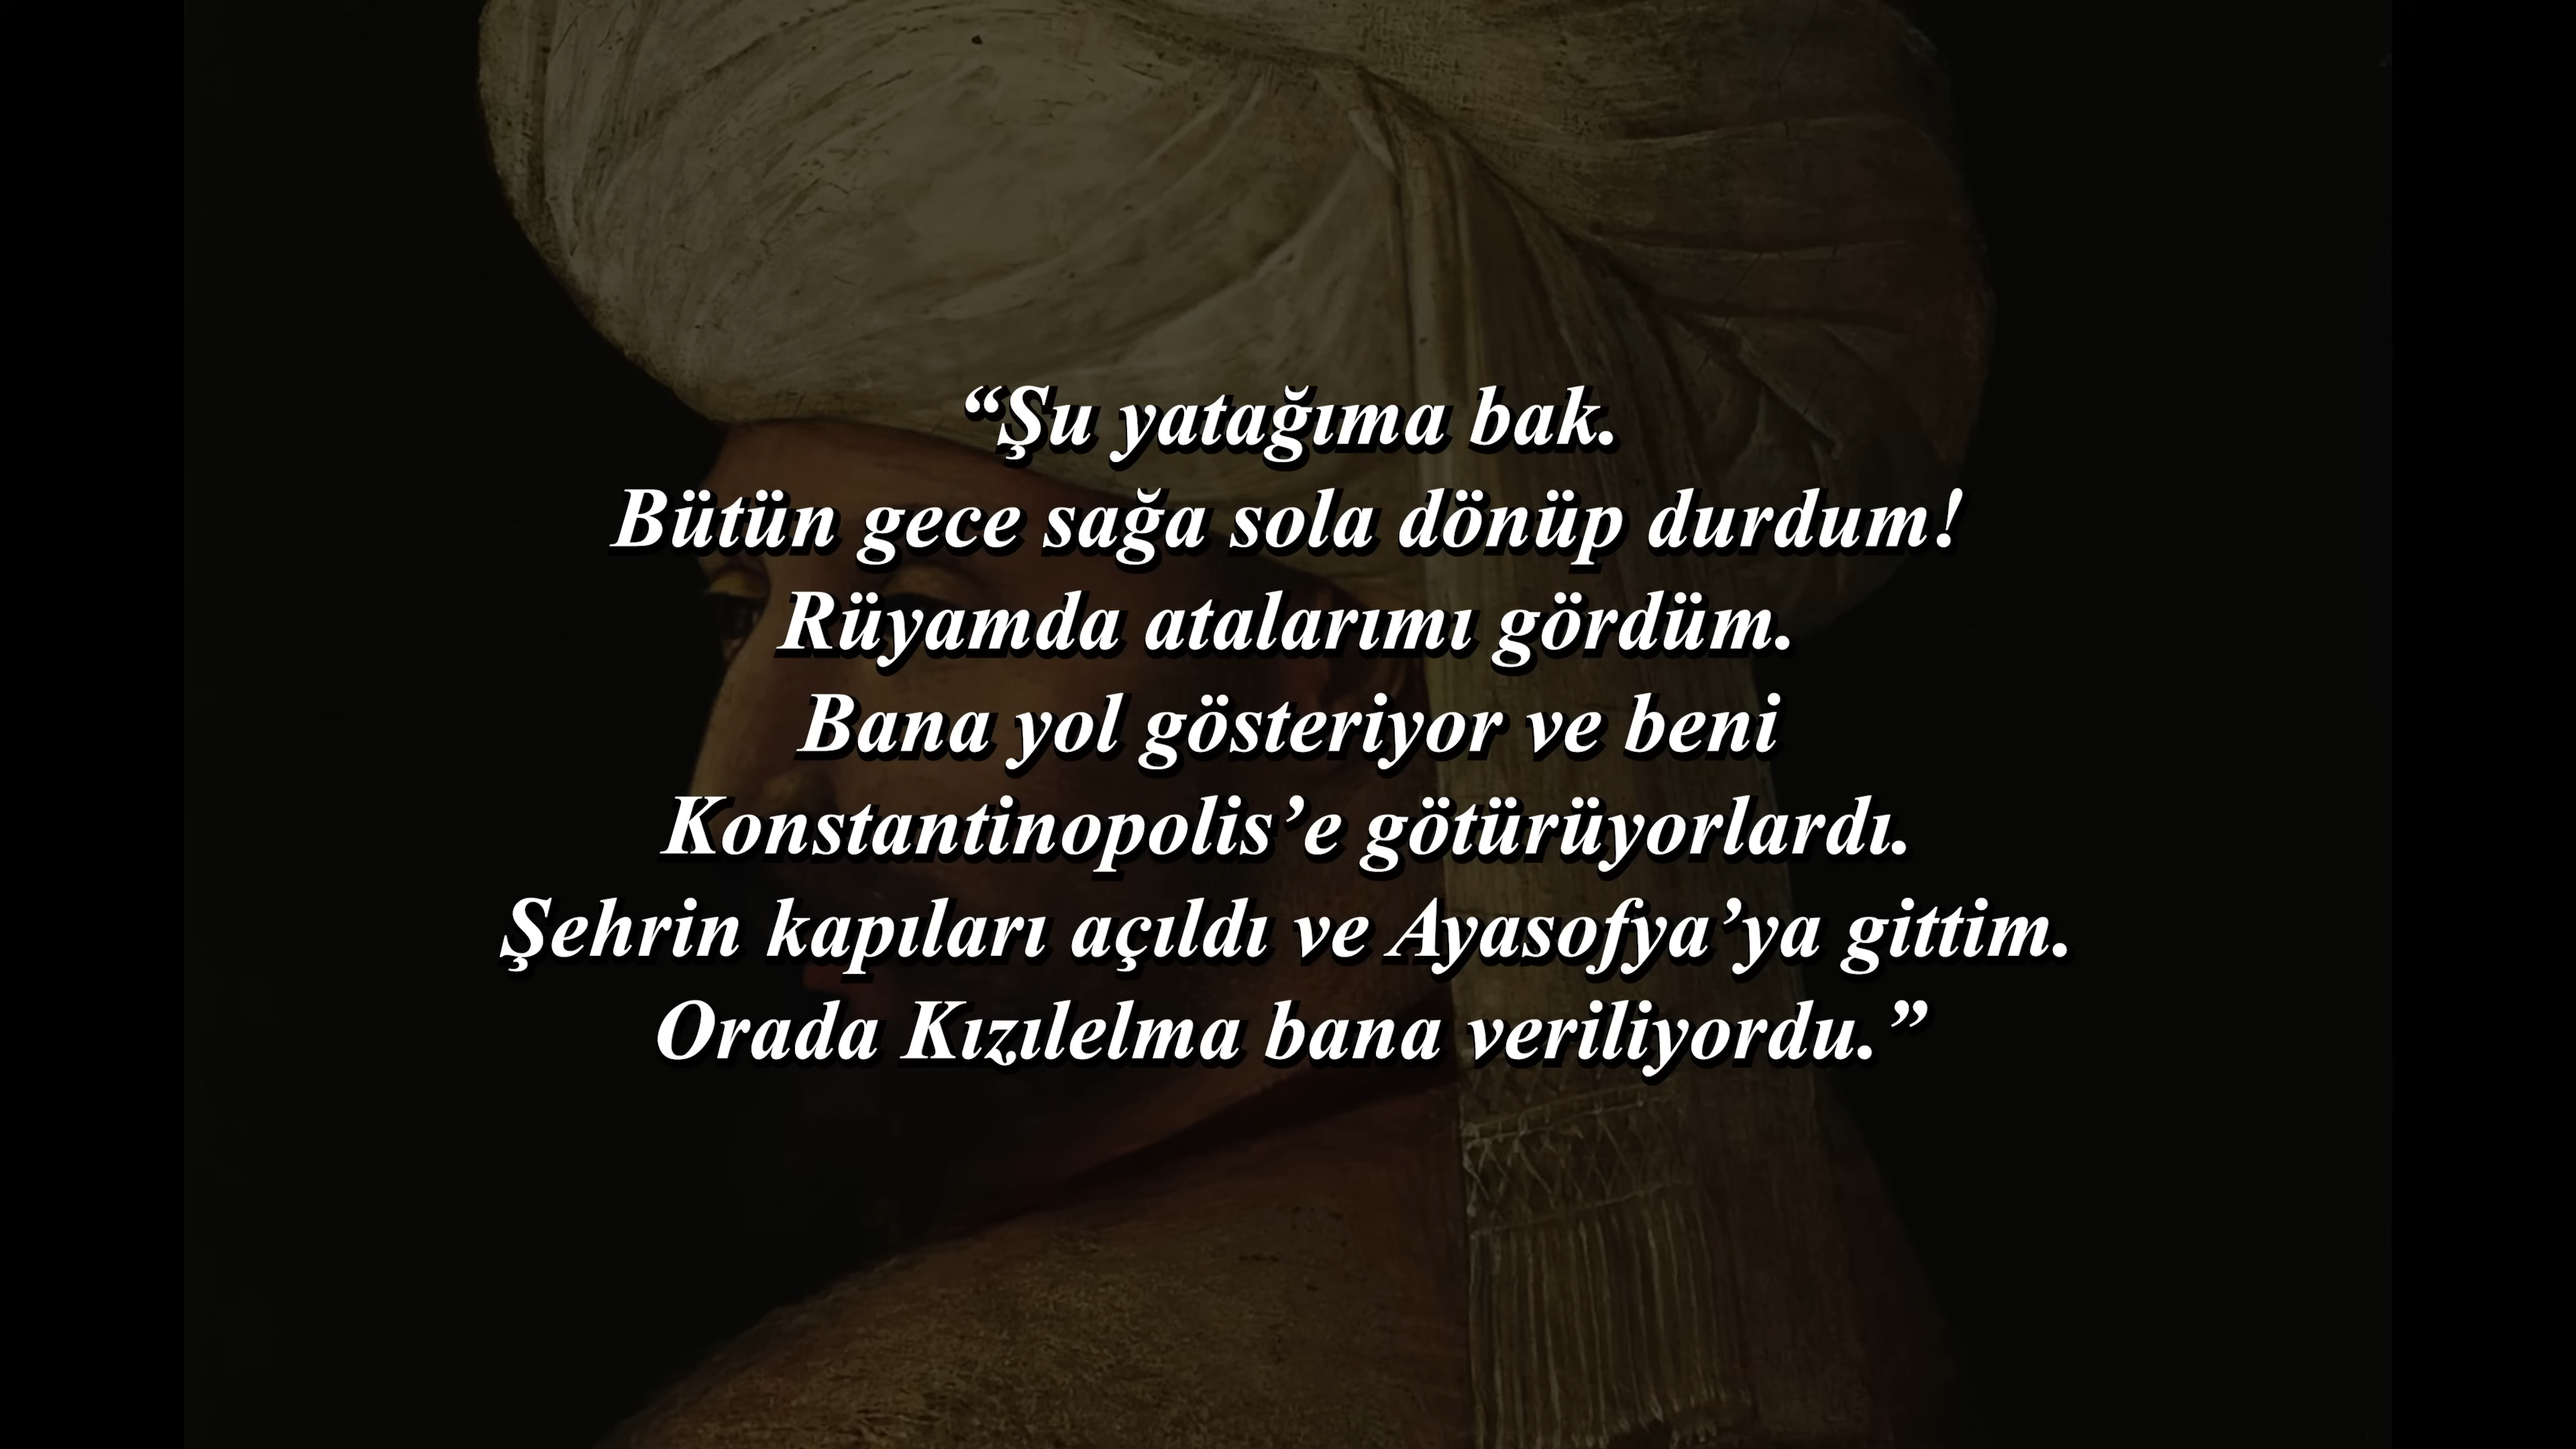 “Şu yatağıma bak.
Bütün gece sağa sola dönüp durdum!
Rüyamda atalarımı gördüm.
Bana yol gösteriyor ve beni
Konstantinopolis’e götürüyorlardı.
Şehrin kapıları açıldı ve Ayasofya’ya gittim.
Orada Kızılelma bana veriliyordu.”